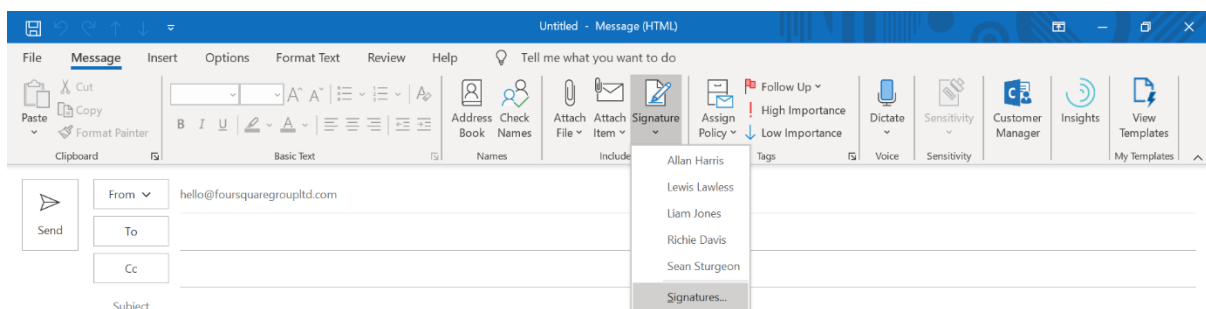 Untitled - Message (HTML)
File Message Insert Options Format Text Review Help Tell me what you want to do
Paste
Cut
Copy
Format Painter
Clipboard
B I U A
Basic Text
Address Book
Check Names
Names
Attach File
Attach Item
Signature
Include
Assign Policy
Follow Up
High Importance
Low Importance
Tags
Dictate
Voice
Sensitivity
Sensitivity
Customer Manager
Insights
View Templates
My Templates
Allan Harris
Lewis Lawless
Liam Jones
Richie Davis
Sean Sturgeon
Signatures...
Send
From hello@foursquaregroupltd.com
To
Cc
Subject